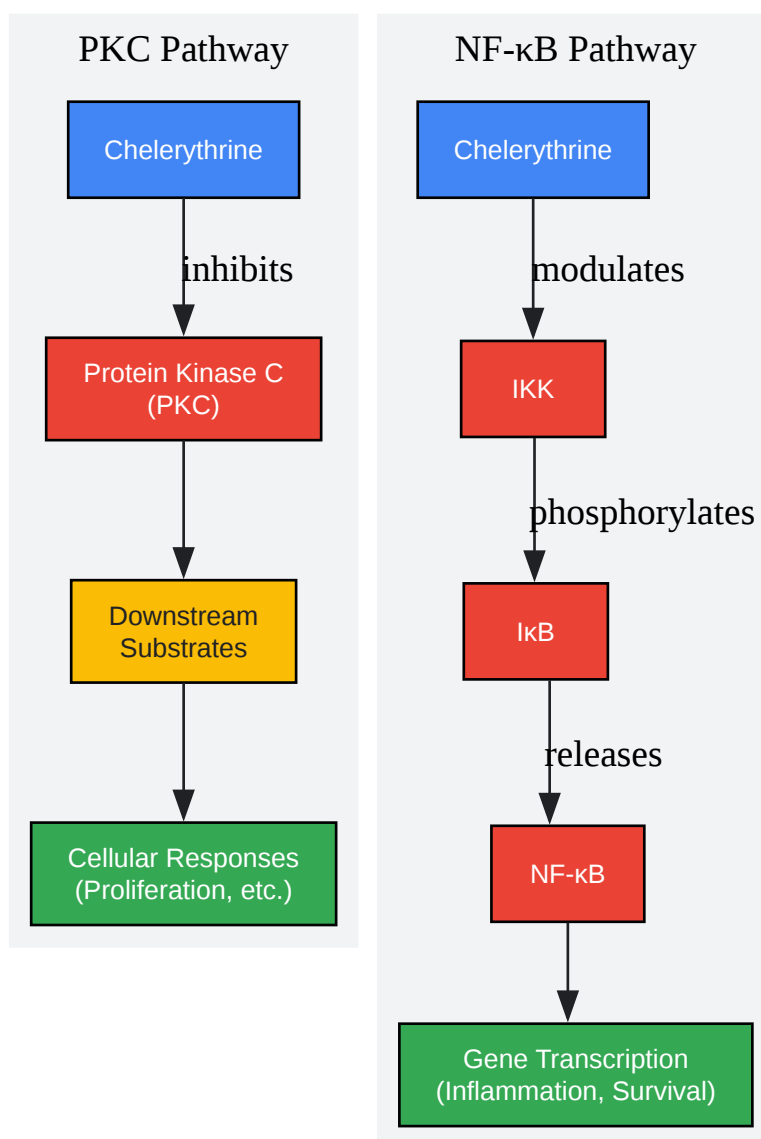 PKC Pathway
Chelerythrine
inhibits
Protein Kinase C
(PKC)
Downstream
Substrates
Cellular Responses
(Proliferation, etc.)
NF-κB Pathway
Chelerythrine
modulates
IKK
phosphorylates
IκB
releases
NF-κB
Gene Transcription
(Inflammation, Survival)